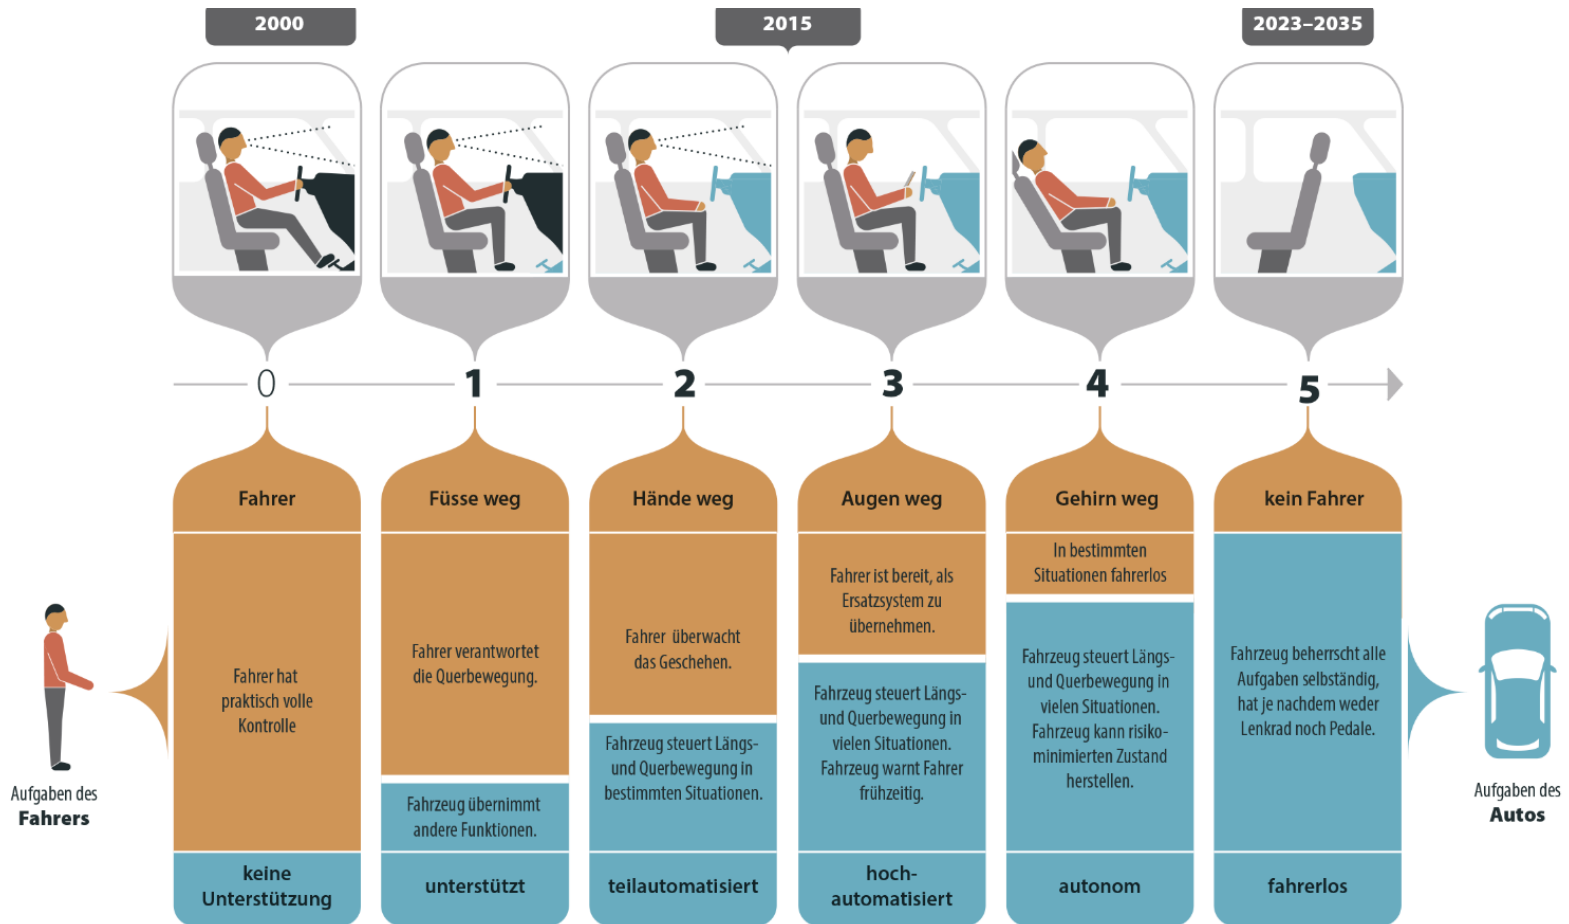 2000
2015
2023–2035
0
1
2
3
4
5
Fahrer
Füsse weg
Hände weg
Augen weg
Gehirn weg
kein Fahrer
Fahrer hat
praktisch volle
Kontrolle
Fahrer verantwortet
die Querbewegung.
Fahrzeug übernimmt
andere Funktionen.
Fahrer überwacht
das Geschehen.
Fahrzeug steuert Längs-
und Querbewegung in
bestimmten Situationen.
Fahrer ist bereit, als
Ersatzsystem zu
übernehmen.
Fahrzeug steuert Längs-
und Querbewegung in
vielen Situationen.
Fahrzeug warnt Fahrer
frühzeitig.
In bestimmten
Situationen fahrerlos
Fahrzeug steuert Längs-
und Querbewegung in
vielen Situationen.
Fahrzeug kann risiko-
minimierten Zustand
herstellen.
Fahrzeug beherrscht alle
Aufgaben selbständig,
hat je nachdem weder
Lenkrad noch Pedale.
Aufgaben des
Fahrers
Aufgaben des
Autos
keine
Unterstützung
unterstützt
teilautomatisiert
hoch-
automatisiert
autonom
fahrerlos